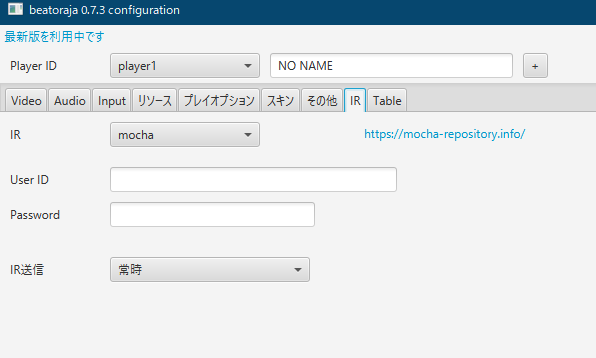 beatoraja 0.7.3 configuration
最新版を利用中です
Player ID player1 NO NAME +
Video Audio Input リソース プレイオプション スキン その他 IR Table
IR mocha https://mocha-repository.info/
User ID
Password
IR送信 常時